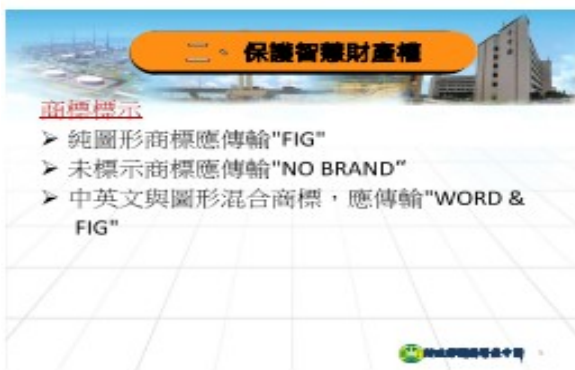 二、保護智慧財產權
商標標示
➢ 純圖形商標應傳輸"FIG"
➢ 未標示商標應傳輸"NO BRAND”
➢ 中英文與圖形混合商標，應傳輸"WORD &
FIG"